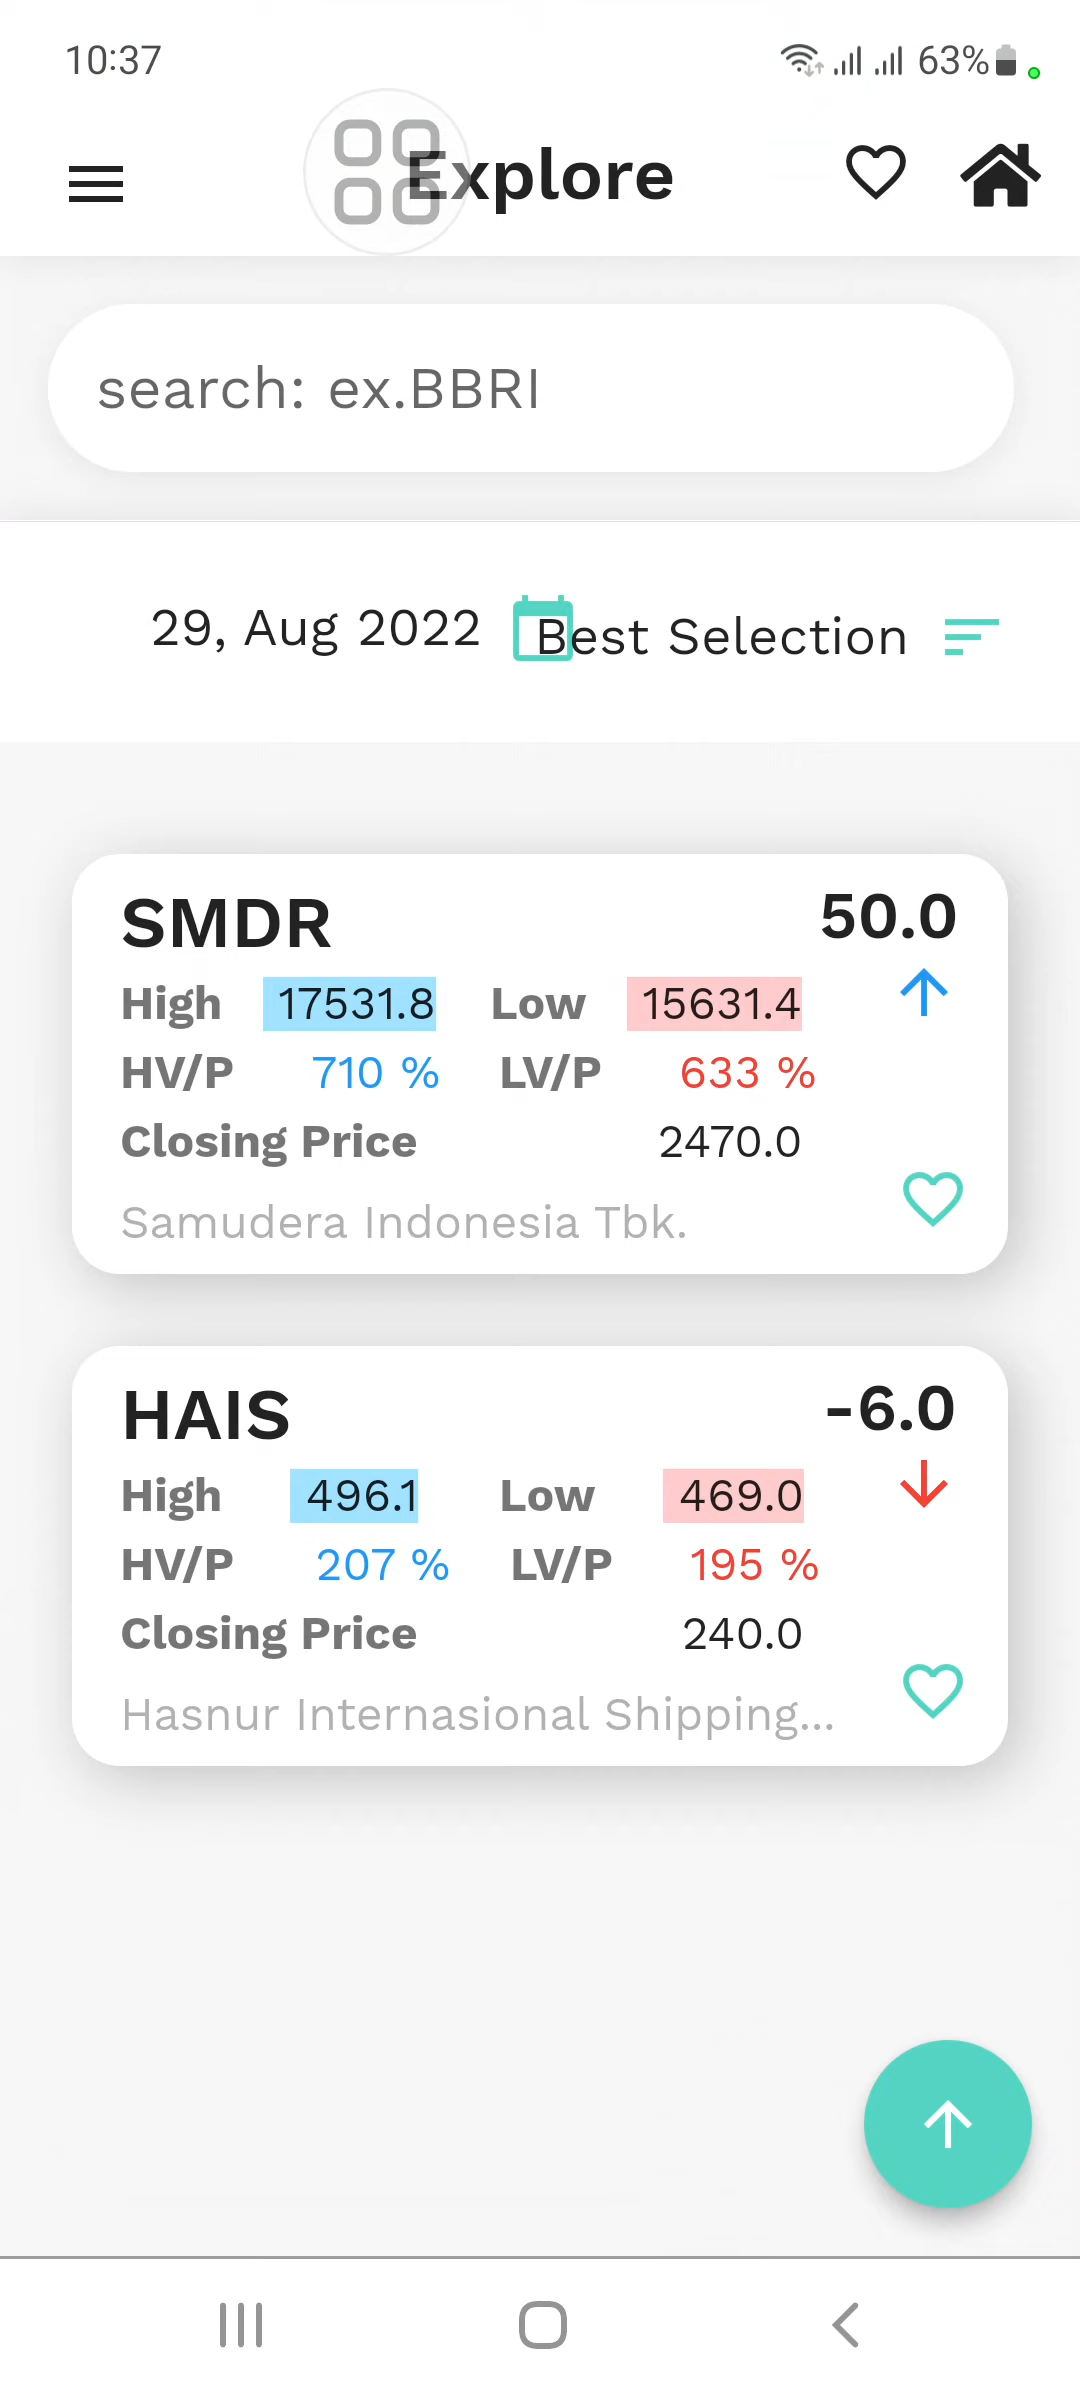 10:37 63%
Explore
search: ex.BBRI
29, Aug 2022 Best Selection
SMDR 50.0
High 17531.8 Low 15631.4
HV/P 710 % LV/P 633 %
Closing Price 2470.0
Samudera Indonesia Tbk.
HAIS -6.0
High 496.1 Low 469.0
HV/P 207 % LV/P 195 %
Closing Price 240.0
Hasnur Internasional Shipping...